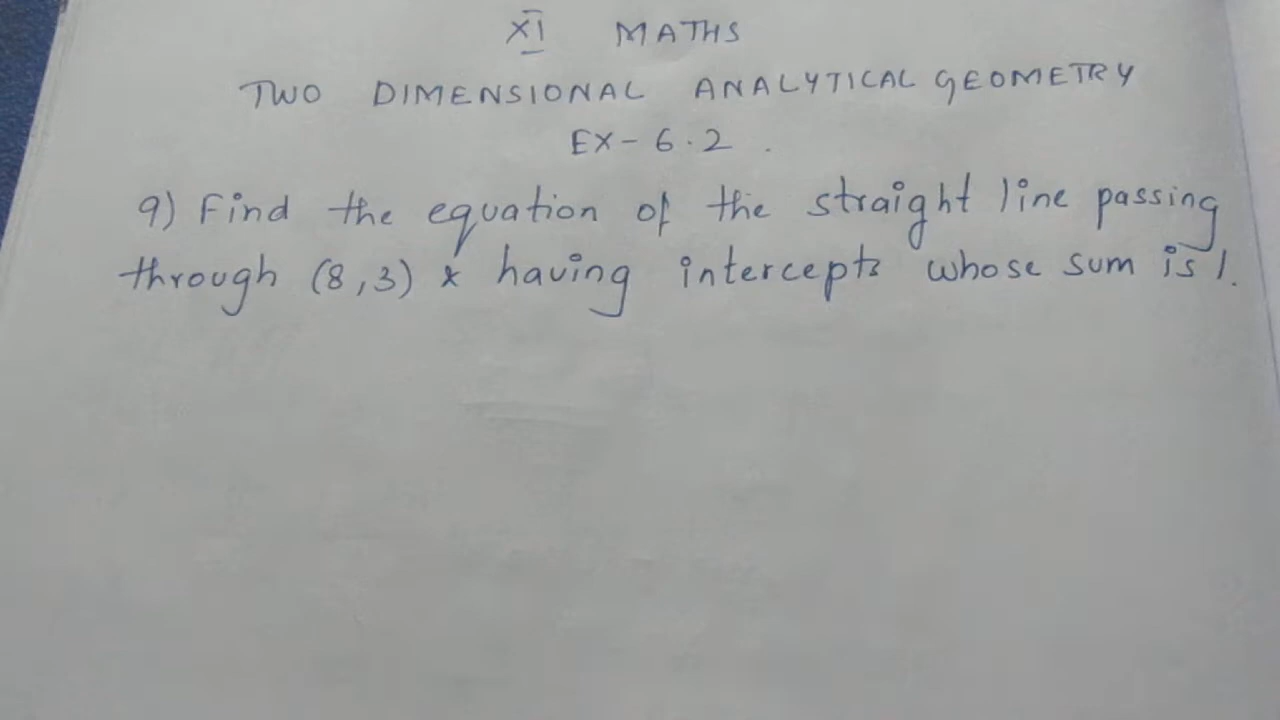 XI MATHS
TWO DIMENSIONAL ANALYTICAL GEOMETRY
EX-6.2.
9) Find the equation of the straight line passing
through (8,3) & having intercepts whose sum is 1.